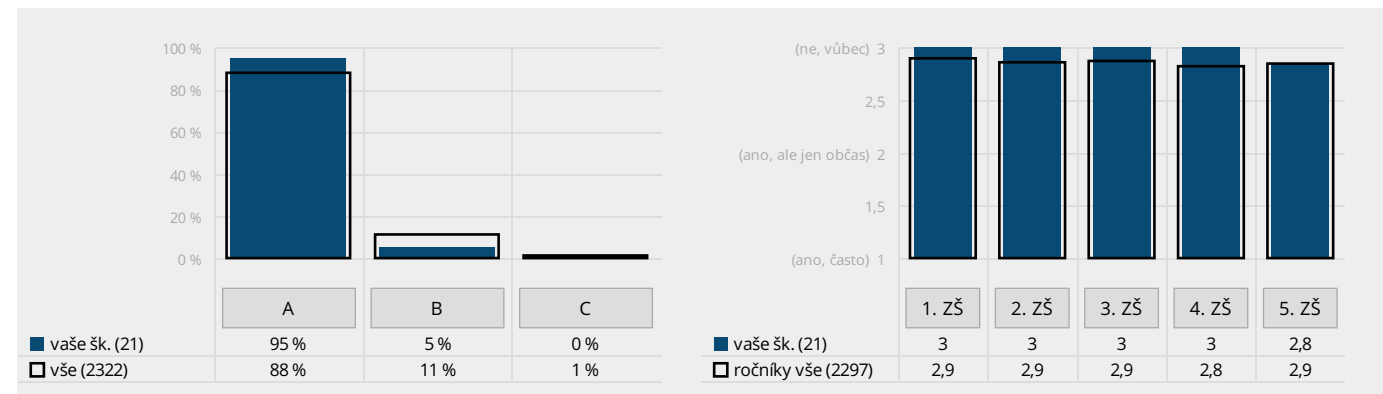 100 %
80 %
60 %
40 %
20 %
0 %
A B C
vaše šk. (21) 95 % 5 % 0 %
vše (2322) 88 % 11 % 1 %
(ne, vůbec) 3
2,5
(ano, ale jen občas) 2
1,5
(ano, často) 1
1. ZŠ 2. ZŠ 3. ZŠ 4. ZŠ 5. ZŠ
vaše šk. (21) 3 3 3 3 2,8
ročníky vše (2297) 2,9 2,9 2,9 2,8 2,9